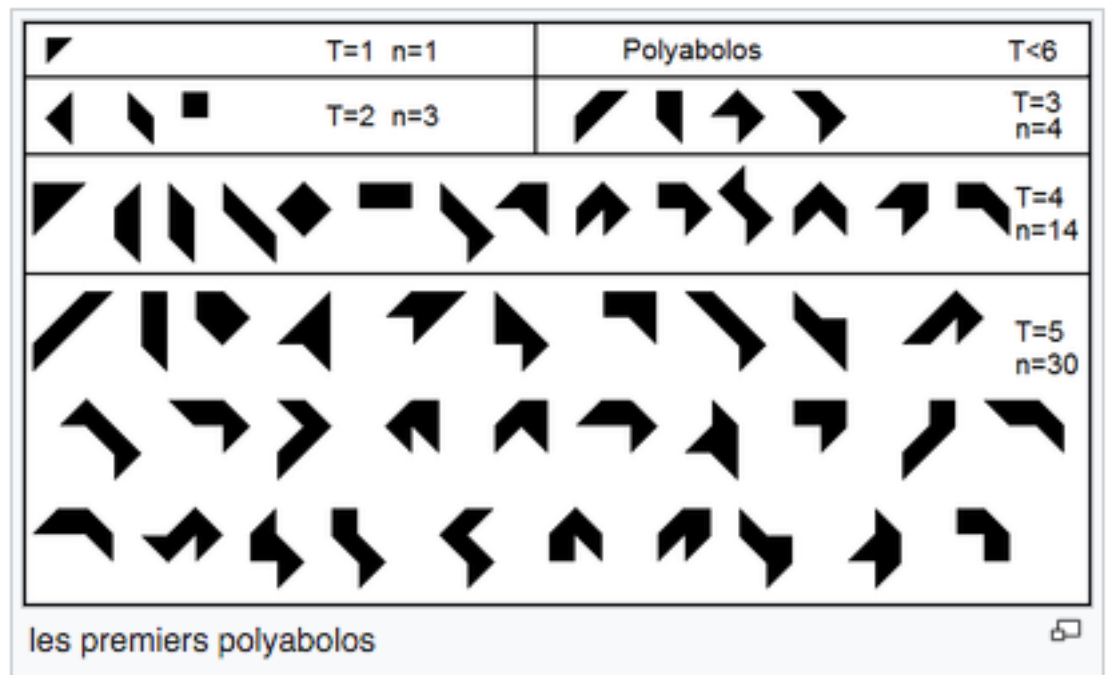 T=1 n=1
Polyabolos
T<6
T=2 n=3
T=3
n=4
T=4
n=14
T=5
n=30
les premiers polyabolos